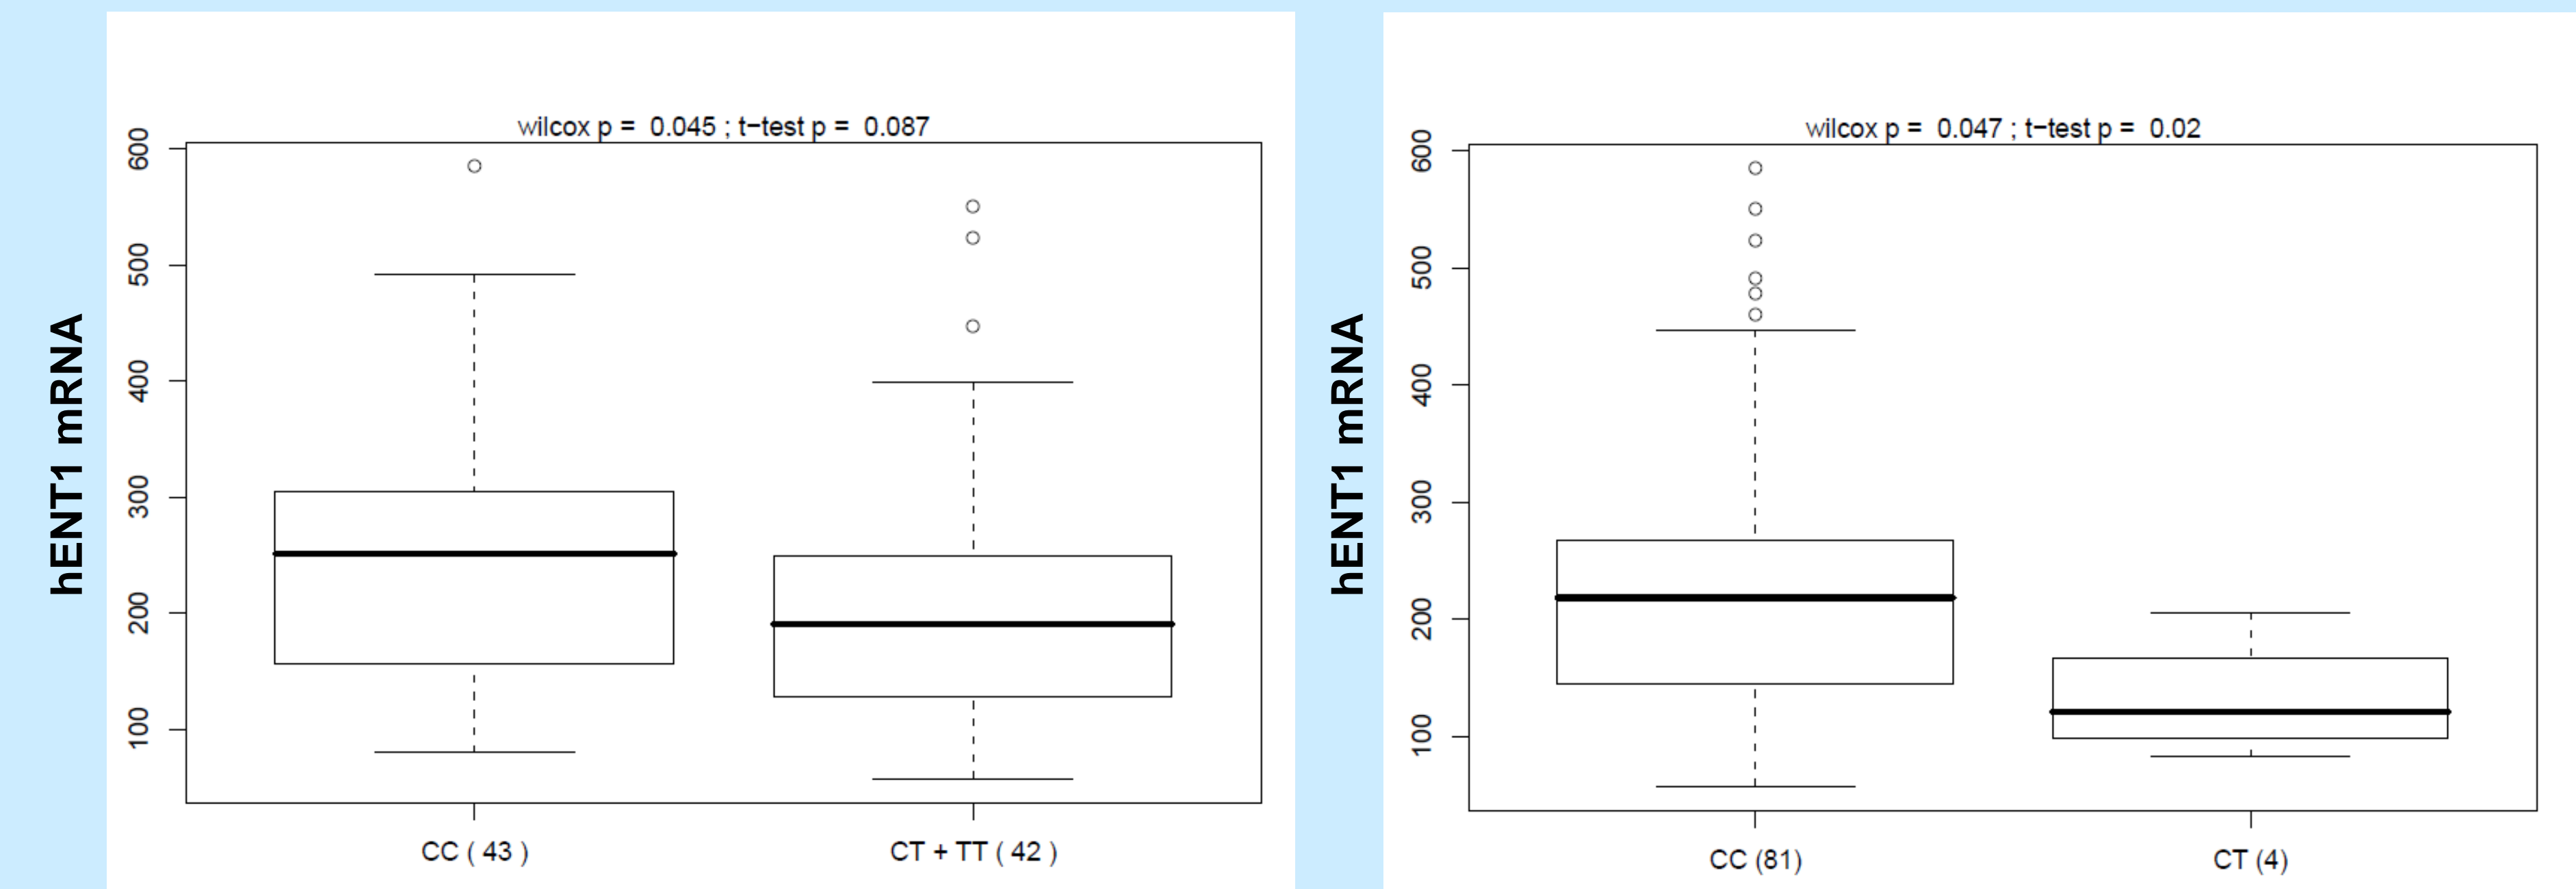 hENT1 mRNA
wilcox p = 0.045 ; t-test p = 0.087
600
500
400
300
200
100
CC ( 43 )
CT + TT ( 42 )
hENT1 mRNA
wilcox p = 0.047 ; t-test p = 0.02
600
500
400
300
200
100
CC (81)
CT (4)